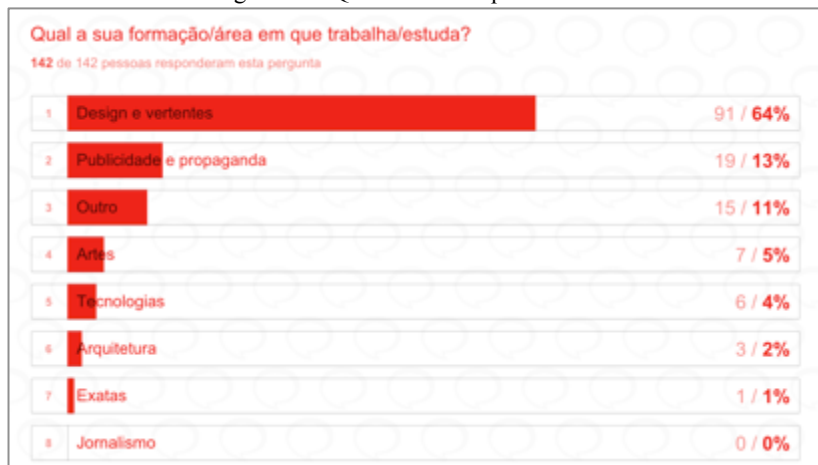 Qual a sua formação/área em que trabalha/estuda?
142 de 142 pessoas responderam esta pergunta
1 Design e vertentes 91 / 64%
2 Publicidade e propaganda 19 / 13%
3 Outro 15 / 11%
4 Artes 7 / 5%
5 Tecnologias 6 / 4%
6 Arquitetura 3 / 2%
7 Exatas 1 / 1%
8 Jornalismo 0 / 0%